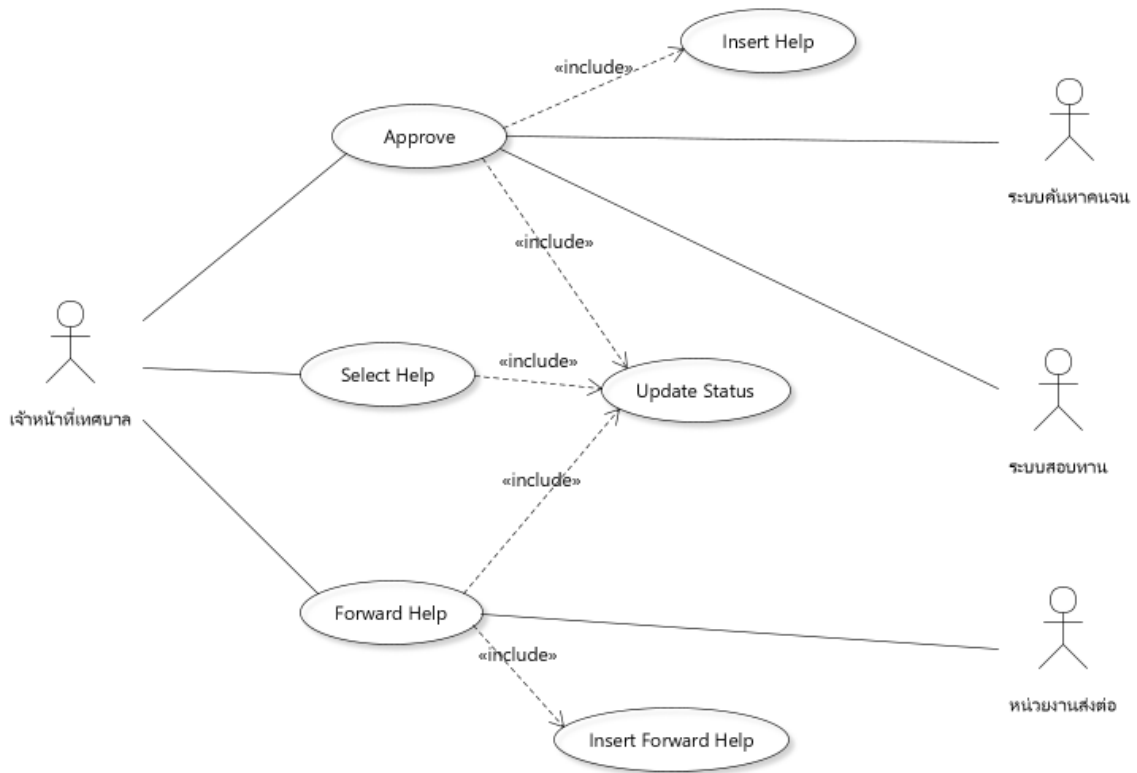 Insert Help
«include»
Approve
ระบบค้นหาคนจน
«include»
Select Help
«include»
Update Status
เจ้าหน้าที่เทศบาล
ระบบสอบทาน
«include»
Forward Help
«include»
หน่วยงานส่งต่อ
Insert Forward Help